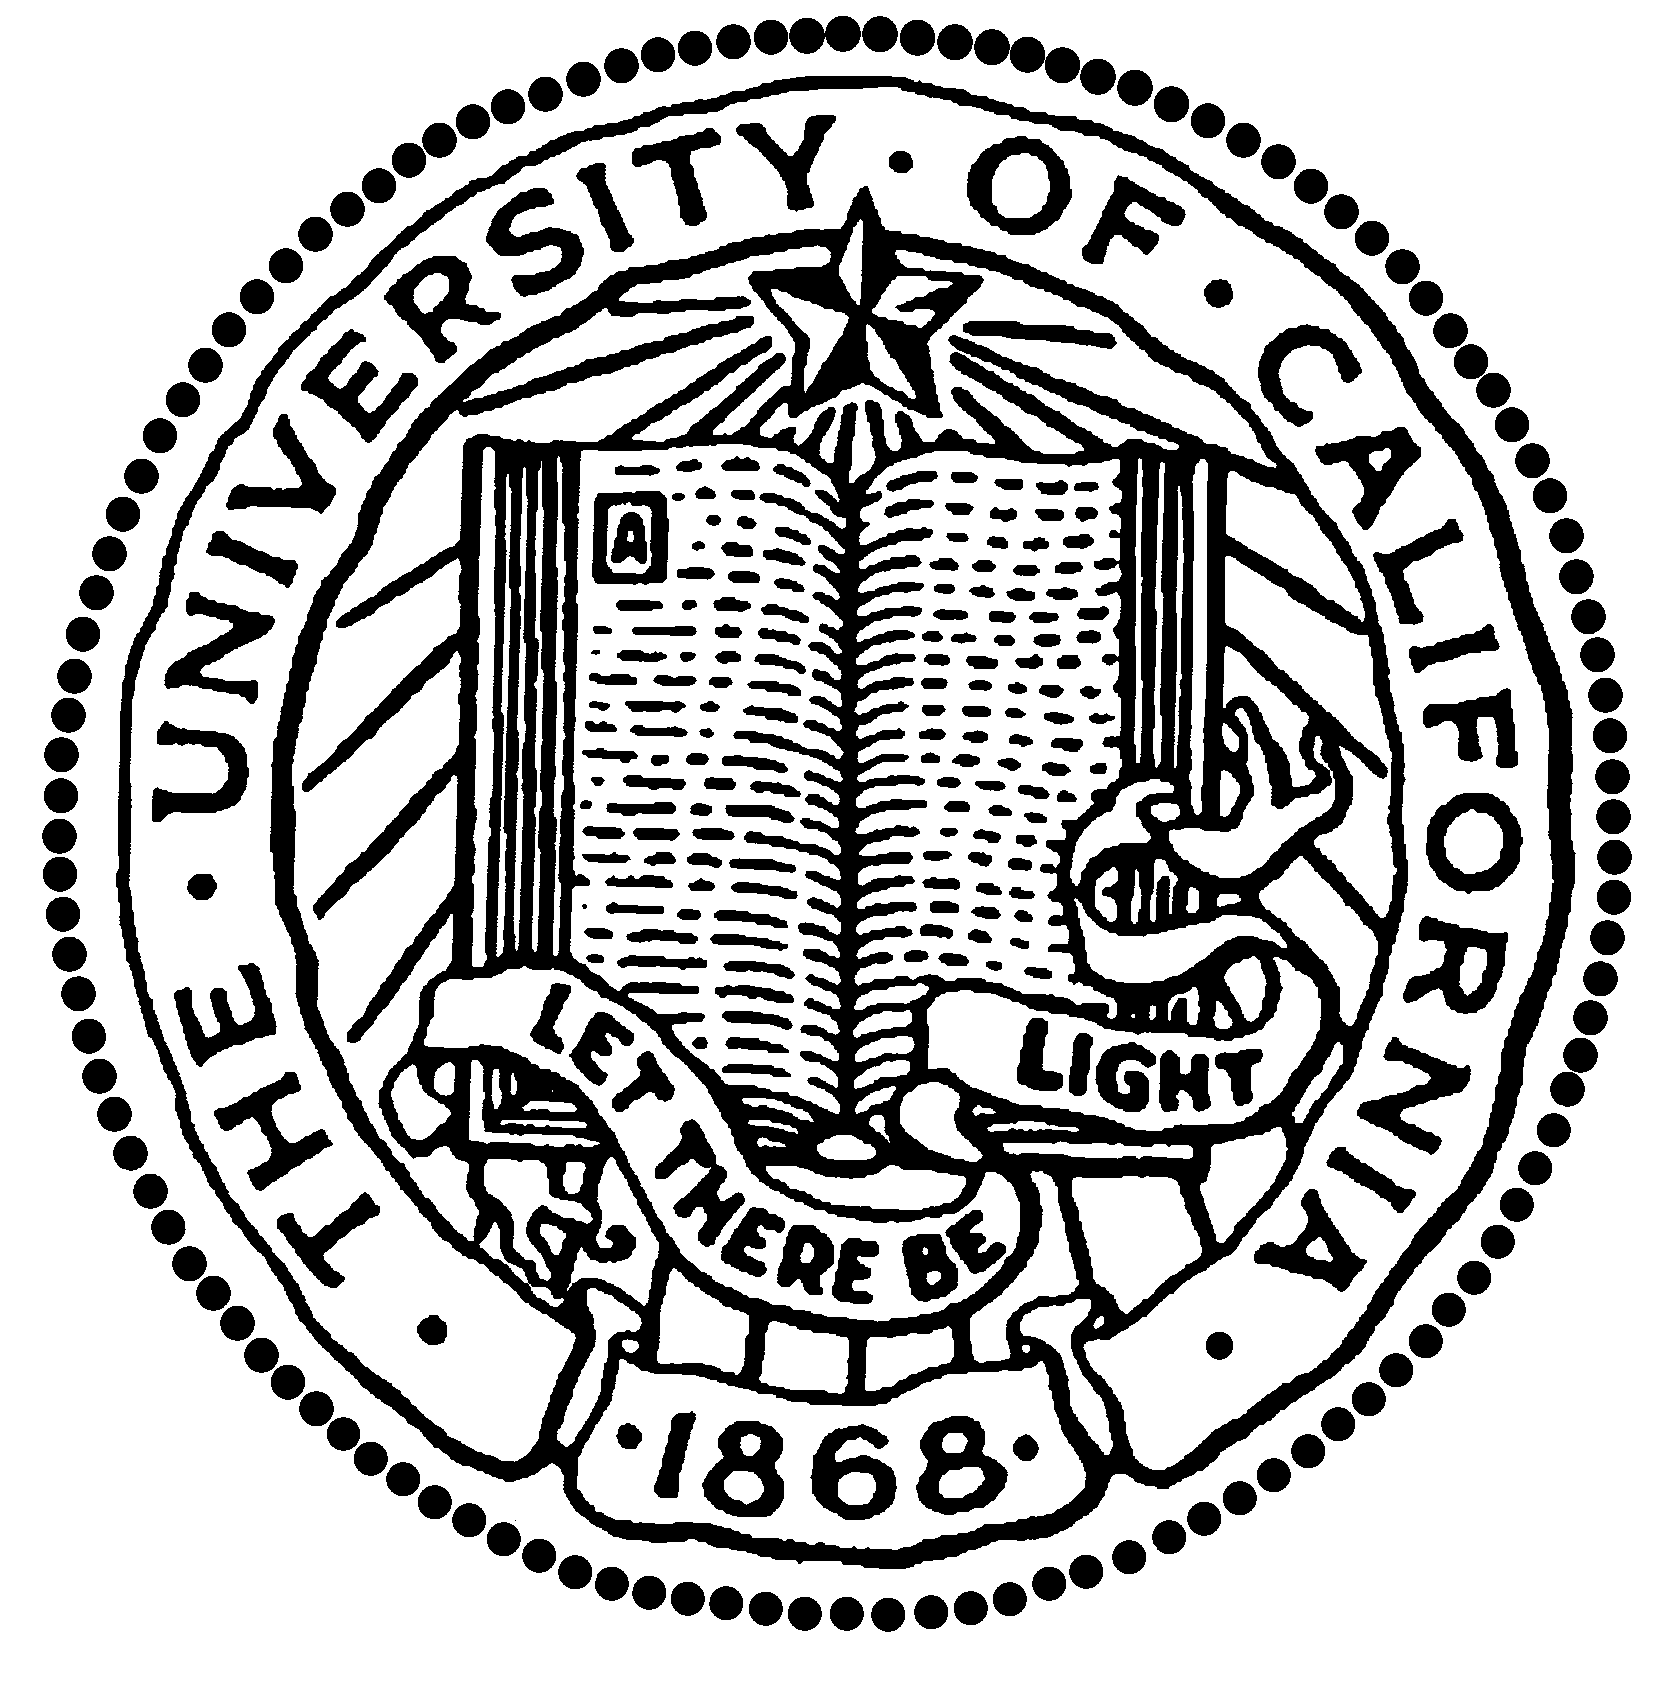 · THE · UNIVERSITY · OF · CALIFORNIA ·
A
LET THERE BE
LIGHT
· 1868 ·